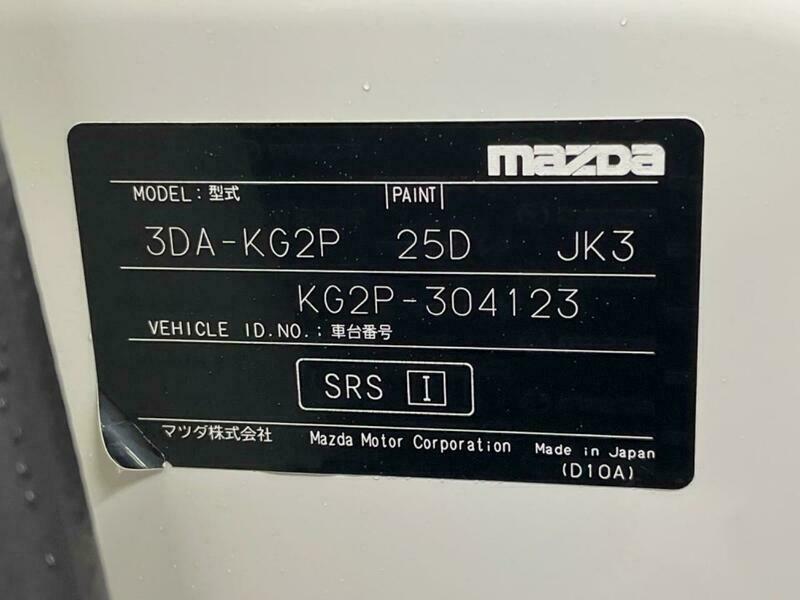 mazda
MODEL：型式 |PAINT|
3DA-KG2P 25D JK3
KG2P-304123
VEHICLE ID.NO.：車台番号
SRS I
マツダ株式会社 Mazda Motor Corporation Made in Japan
(D10A)